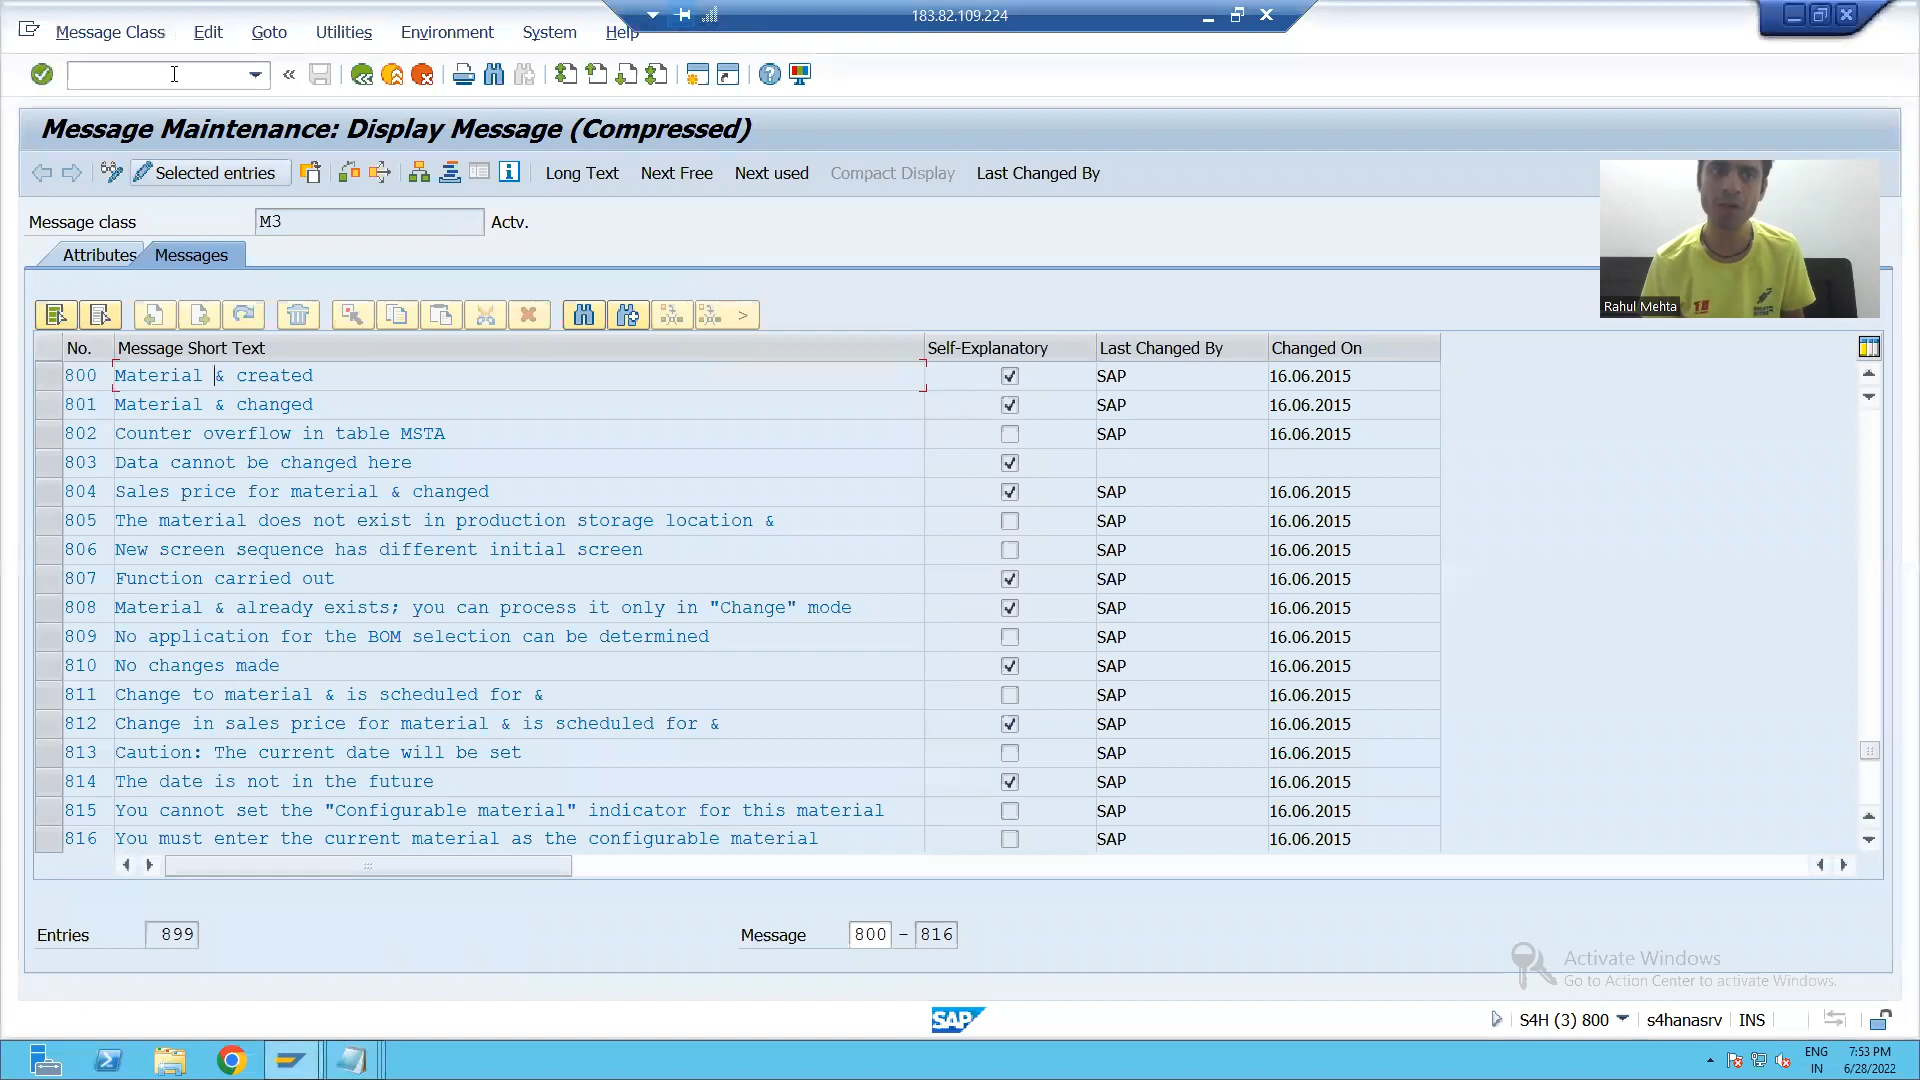 183.82.109.224
Message Class Edit Goto Utilities Environment System Help
Message Maintenance: Display Message (Compressed)
Selected entries Long Text Next Free Next used Compact Display Last Changed By
Message class M3 Actv.
Attributes Messages
No. Message Short Text Self-Explanatory Last Changed By Changed On
800 Material & created SAP 16.06.2015
801 Material & changed SAP 16.06.2015
802 Counter overflow in table MSTA SAP 16.06.2015
803 Data cannot be changed here
804 Sales price for material & changed SAP 16.06.2015
805 The material does not exist in production storage location & SAP 16.06.2015
806 New screen sequence has different initial screen SAP 16.06.2015
807 Function carried out SAP 16.06.2015
808 Material & already exists; you can process it only in "Change" mode SAP 16.06.2015
809 No application for the BOM selection can be determined SAP 16.06.2015
810 No changes made SAP 16.06.2015
811 Change to material & is scheduled for & SAP 16.06.2015
812 Change in sales price for material & is scheduled for & SAP 16.06.2015
813 Caution: The current date will be set SAP 16.06.2015
814 The date is not in the future SAP 16.06.2015
815 You cannot set the "Configurable material" indicator for this material SAP 16.06.2015
816 You must enter the current material as the configurable material SAP 16.06.2015
Entries 899 Message 800 - 816
Rahul Mehta
Activate Windows
Go to Action Center to activate Windows.
SAP S4H (3) 800 s4hanasrv INS
ENG 7:53 PM
IN 6/28/2022